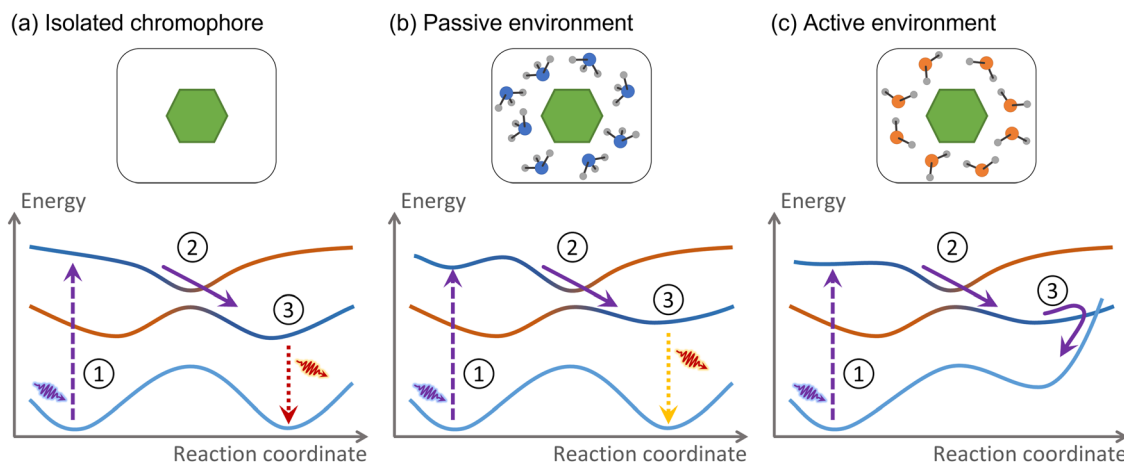 (a) Isolated chromophore
(b) Passive environment
(c) Active environment
Energy
②
③
①
Reaction coordinate
Energy
②
③
①
Reaction coordinate
Energy
②
③
①
Reaction coordinate